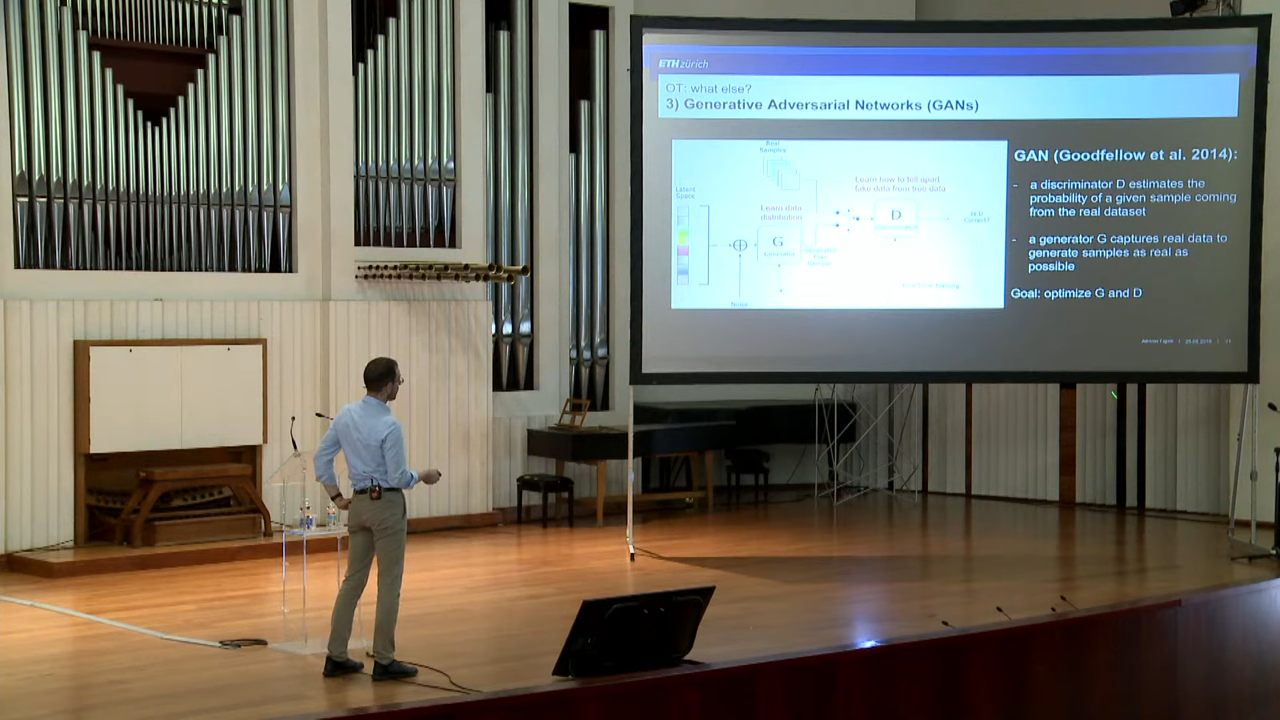 ETHzürich
OT: what else?
3) Generative Adversarial Networks (GANs)
Real
Samples
Latent
Space
Learn data
distribution
Learn how to tell apart
fake data from true data
G
Generator
D
Is D
Correct?
Noise
GAN (Goodfellow et al. 2014):
- a discriminator D estimates the
probability of a given sample coming
from the real dataset
- a generator G captures real data to
generate samples as real as
possible
Goal: optimize G and D